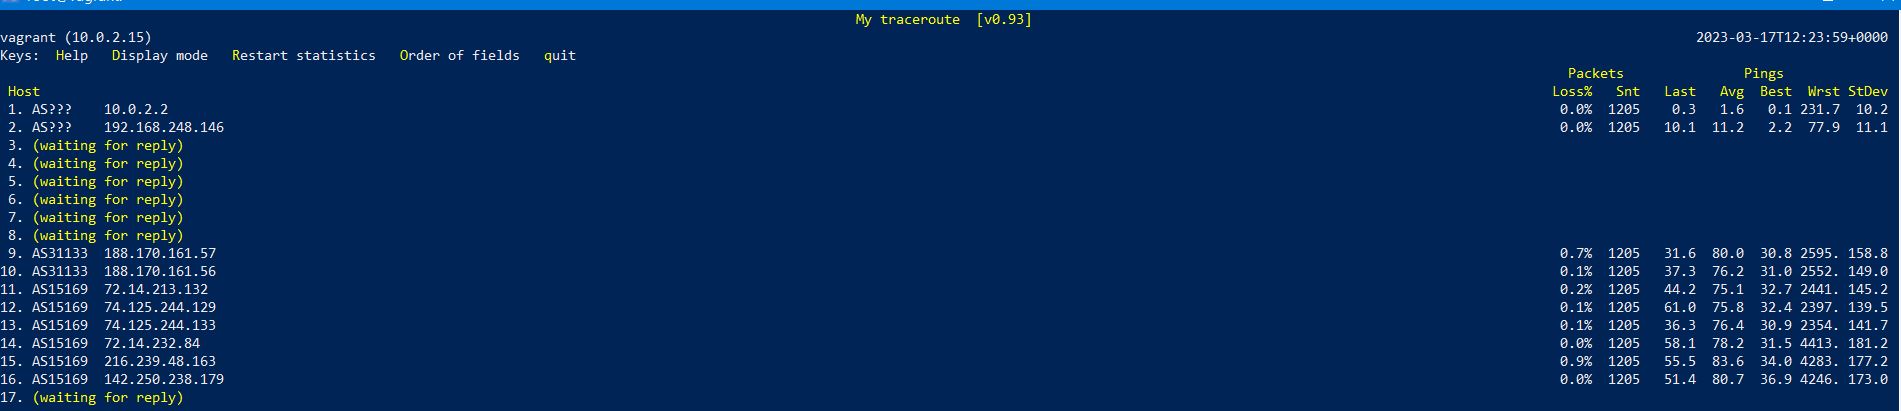 My traceroute [v0.93]
vagrant (10.0.2.15) 2023-03-17T12:23:59+0000
Keys: Help Display mode Restart statistics Order of fields quit
Packets Pings
Host Loss% Snt Last Avg Best Wrst StDev
1. AS??? 10.0.2.2 0.0% 1205 0.3 1.6 0.1 231.7 10.2
2. AS??? 192.168.248.146 0.0% 1205 10.1 11.2 2.2 77.9 11.1
3. (waiting for reply)
4. (waiting for reply)
5. (waiting for reply)
6. (waiting for reply)
7. (waiting for reply)
8. (waiting for reply)
9. AS31133 188.170.161.57 0.7% 1205 31.6 80.0 30.8 2595. 158.8
10. AS31133 188.170.161.56 0.1% 1205 37.3 76.2 31.0 2552. 149.0
11. AS15169 72.14.213.132 0.2% 1205 44.2 75.1 32.7 2441. 145.2
12. AS15169 74.125.244.129 0.1% 1205 61.0 75.8 32.4 2397. 139.5
13. AS15169 74.125.244.133 0.1% 1205 36.3 76.4 30.9 2354. 141.7
14. AS15169 72.14.232.84 0.0% 1205 58.1 78.2 31.5 4413. 181.2
15. AS15169 216.239.48.163 0.9% 1205 55.5 83.6 34.0 4283. 177.2
16. AS15169 142.250.238.179 0.0% 1205 51.4 80.7 36.9 4246. 173.0
17. (waiting for reply)